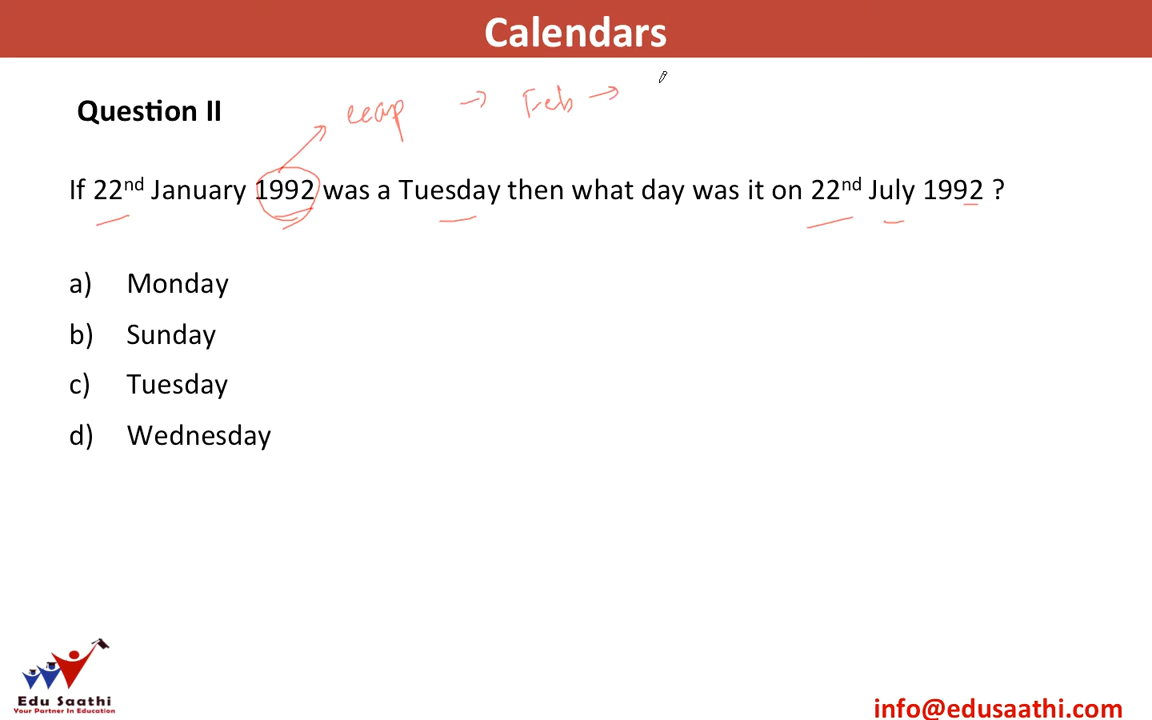 Calendars
Question II
leap → Feb →
If 22nd January 1992 was a Tuesday then what day was it on 22nd July 1992 ?
a) Monday
b) Sunday
c) Tuesday
d) Wednesday
Edu Saathi
Your Partner In Education
info@edusaathi.com